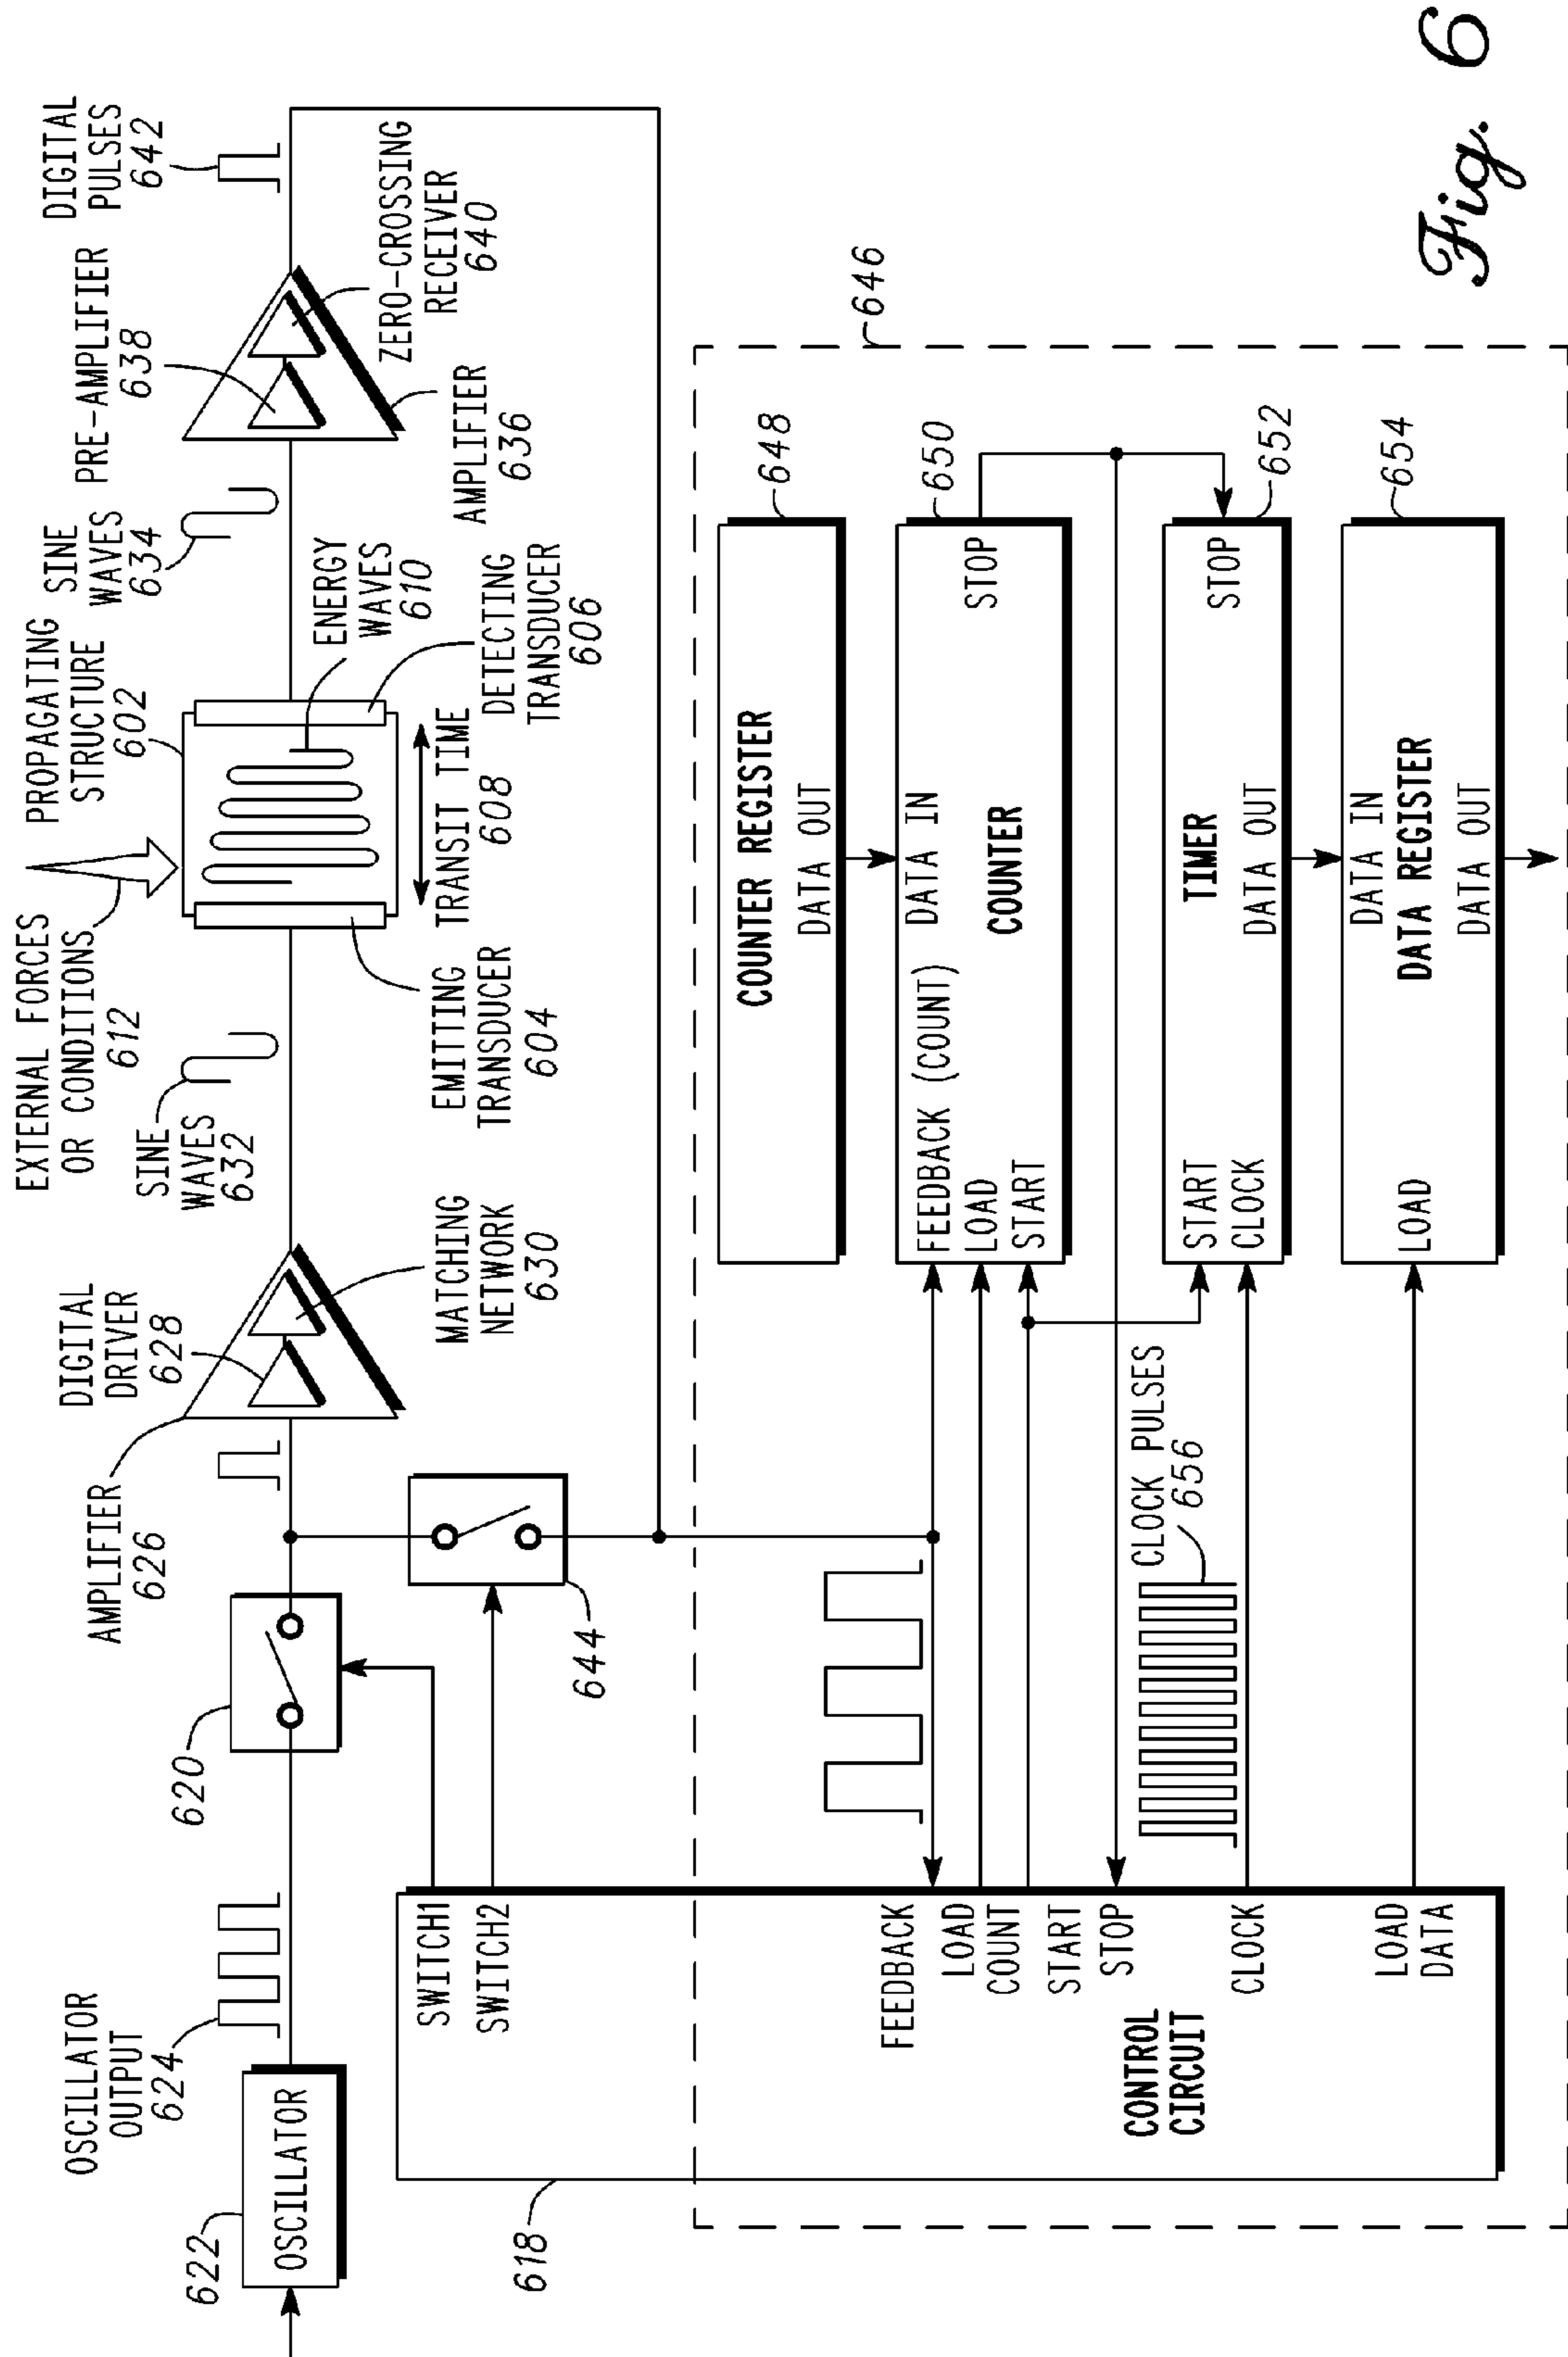 EXTERNAL FORCES
OR CONDITIONS
612
PROPAGATING
STRUCTURE
602
SINE
WAVES
634
PRE-AMPLIFIER
638
DIGITAL
PULSES
642
OSCILLATOR
OUTPUT
624
622
OSCILLATOR
620
AMPLIFIER
626
DIGITAL
DRIVER
628
MATCHING
NETWORK
630
SINE
WAVES
632
EMITTING
TRANSDUCER
604
TRANSIT TIME
608
ENERGY
WAVES
610
DETECTING
TRANSDUCER
606
AMPLIFIER
636
ZERO-CROSSING
RECEIVER
640
644
618
SWITCH1
SWITCH2
FEEDBACK
LOAD
COUNT
START
STOP
CLOCK
LOAD
DATA
CONTROL
CIRCUIT
CLOCK PULSES
656
646
COUNTER REGISTER
DATA OUT
648
FEEDBACK (COUNT)
DATA IN
LOAD
START
COUNTER
STOP
650
TIMER
START
CLOCK
STOP
DATA OUT
652
DATA IN
LOAD
DATA REGISTER
DATA OUT
654
Fig. 6